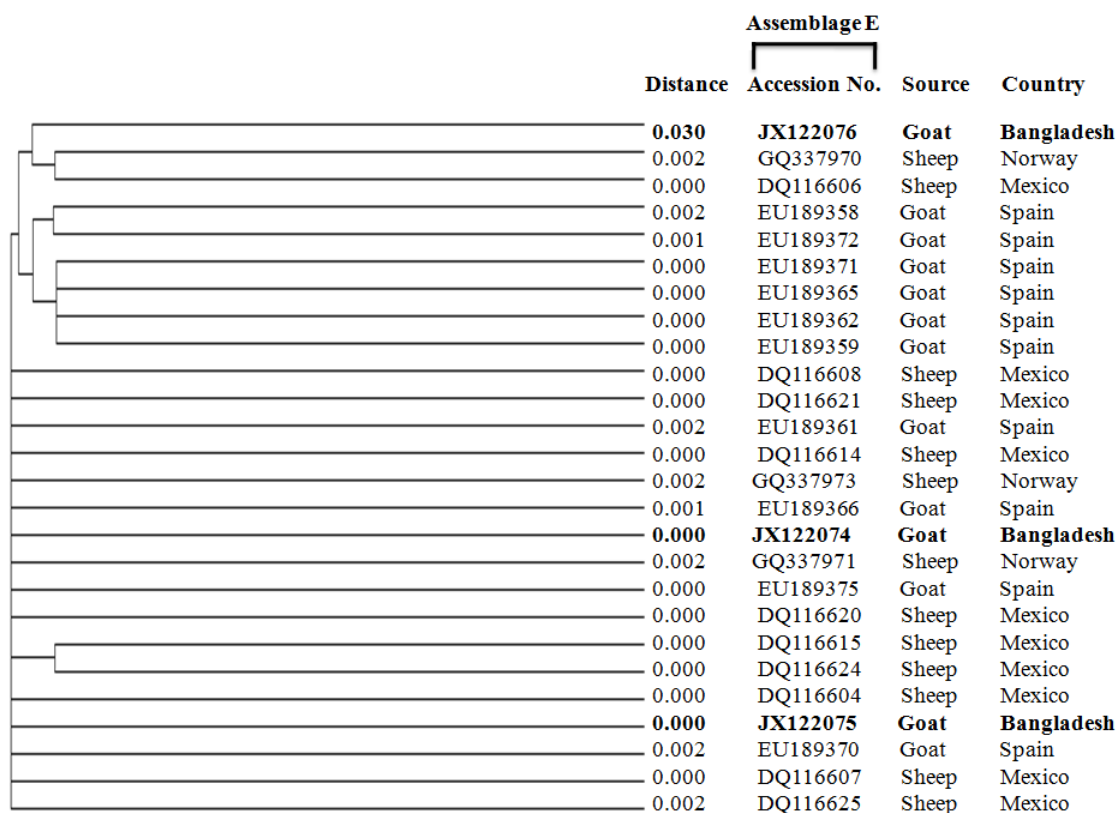 Assemblage E
Distance Accession No. Source Country
0.030 JX122076 Goat Bangladesh
0.002 GQ337970 Sheep Norway
0.000 DQ116606 Sheep Mexico
0.002 EU189358 Goat Spain
0.001 EU189372 Goat Spain
0.000 EU189371 Goat Spain
0.000 EU189365 Goat Spain
0.000 EU189362 Goat Spain
0.000 EU189359 Goat Spain
0.000 DQ116608 Sheep Mexico
0.000 DQ116621 Sheep Mexico
0.002 EU189361 Goat Spain
0.000 DQ116614 Sheep Mexico
0.002 GQ337973 Sheep Norway
0.001 EU189366 Goat Spain
0.000 JX122074 Goat Bangladesh
0.002 GQ337971 Sheep Norway
0.000 EU189375 Goat Spain
0.000 DQ116620 Sheep Mexico
0.000 DQ116615 Sheep Mexico
0.000 DQ116624 Sheep Mexico
0.000 DQ116604 Sheep Mexico
0.000 JX122075 Goat Bangladesh
0.002 EU189370 Goat Spain
0.000 DQ116607 Sheep Mexico
0.002 DQ116625 Sheep Mexico